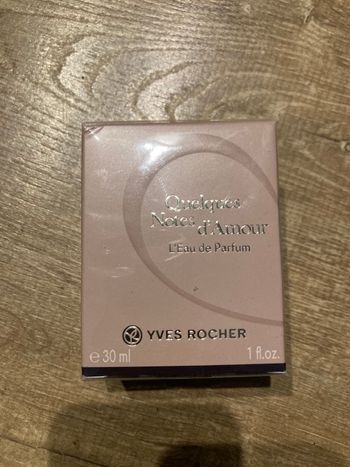 Quelques
Notes d'Amour
L'Eau de Parfum
YVES ROCHER
℮ 30 ml 1 fl.oz.